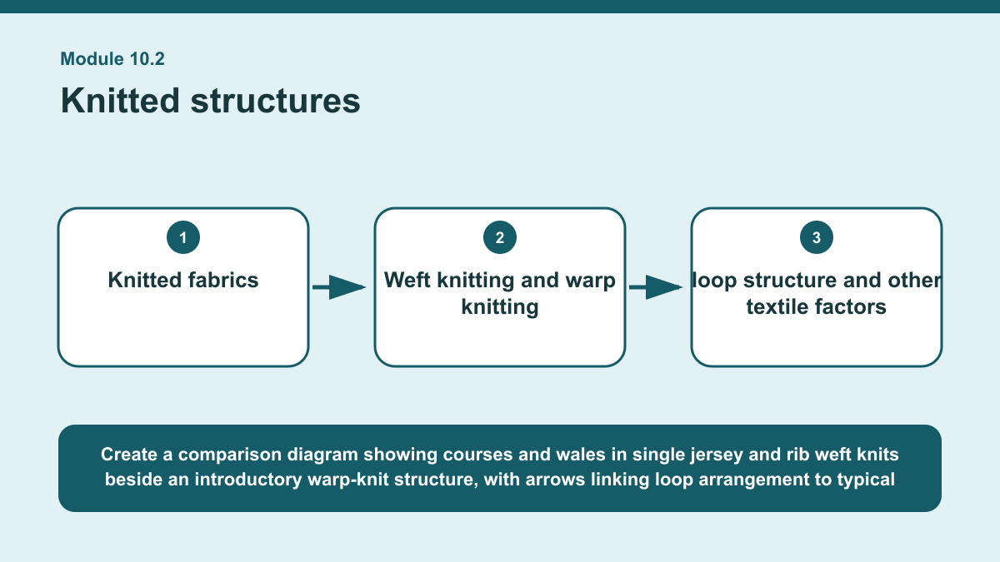 Module 10.2
Knitted structures
1
Knitted fabrics
2
Weft knitting and warp
knitting
3
loop structure and other
textile factors
Create a comparison diagram showing courses and wales in single jersey and rib weft knits
beside an introductory warp-knit structure, with arrows linking loop arrangement to typical